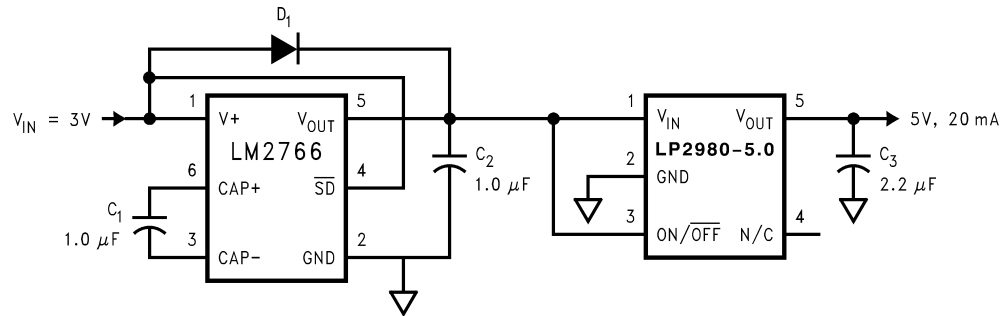 D1
VIN = 3V
1
V+
VOUT
5
LM2766
6
CAP+
SD
4
C1
1.0 μF
3
CAP−
GND
2
C2
1.0 μF
1
VIN
VOUT
5
LP2980-5.0
2
GND
3
ON/OFF
N/C
4
5V, 20 mA
C3
2.2 μF